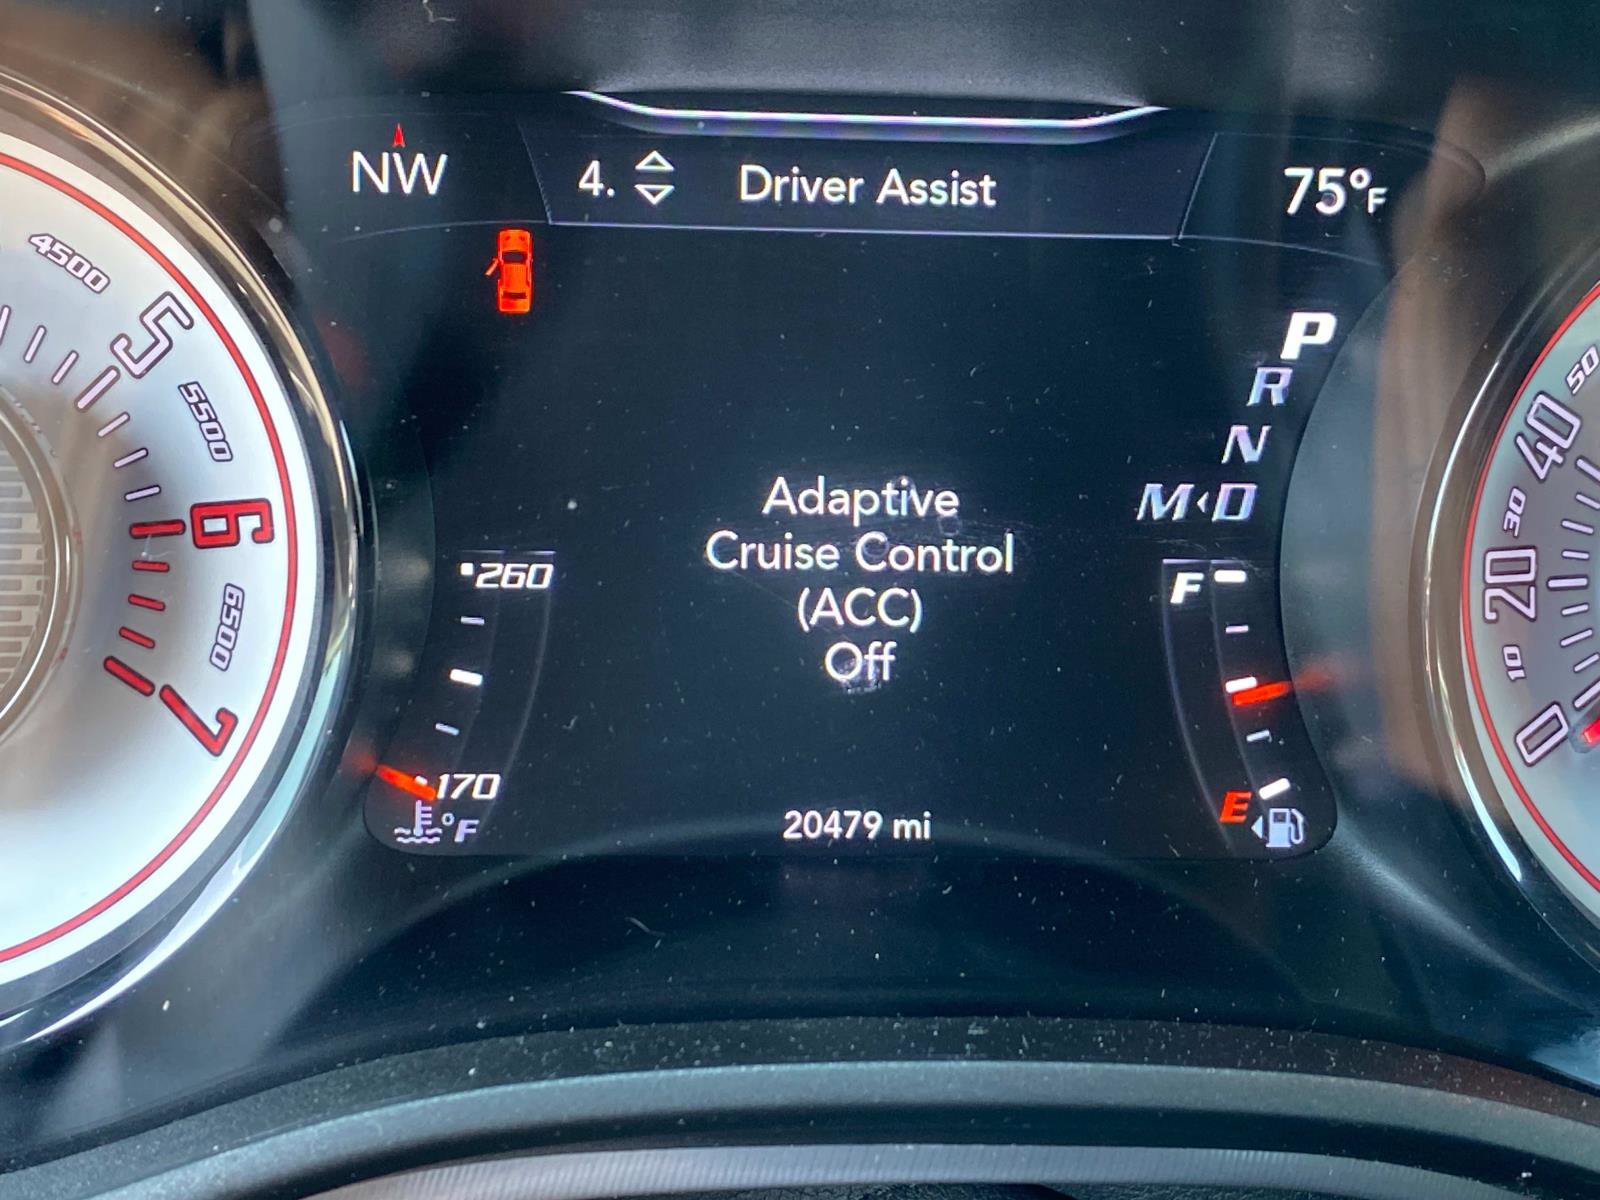 NW
4. Driver Assist
75°F
4500
5
5500
6
6500
7
P
R
N
M D
Adaptive
Cruise Control
(ACC)
Off
260
170
°F
F
E
20479 mi
50
40
30
20
10
0